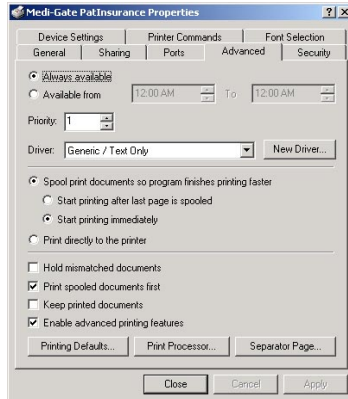 Medi-Gate PatInsurance Properties
Device Settings Printer Commands Font Selection
General Sharing Ports Advanced Security
Always available
Available from 12:00 AM To 12:00 AM
Priority: 1
Driver: Generic / Text Only New Driver...
Spool print documents so program finishes printing faster
Start printing after last page is spooled
Start printing immediately
Print directly to the printer
Hold mismatched documents
Print spooled documents first
Keep printed documents
Enable advanced printing features
Printing Defaults... Print Processor... Separator Page...
Close Cancel Apply